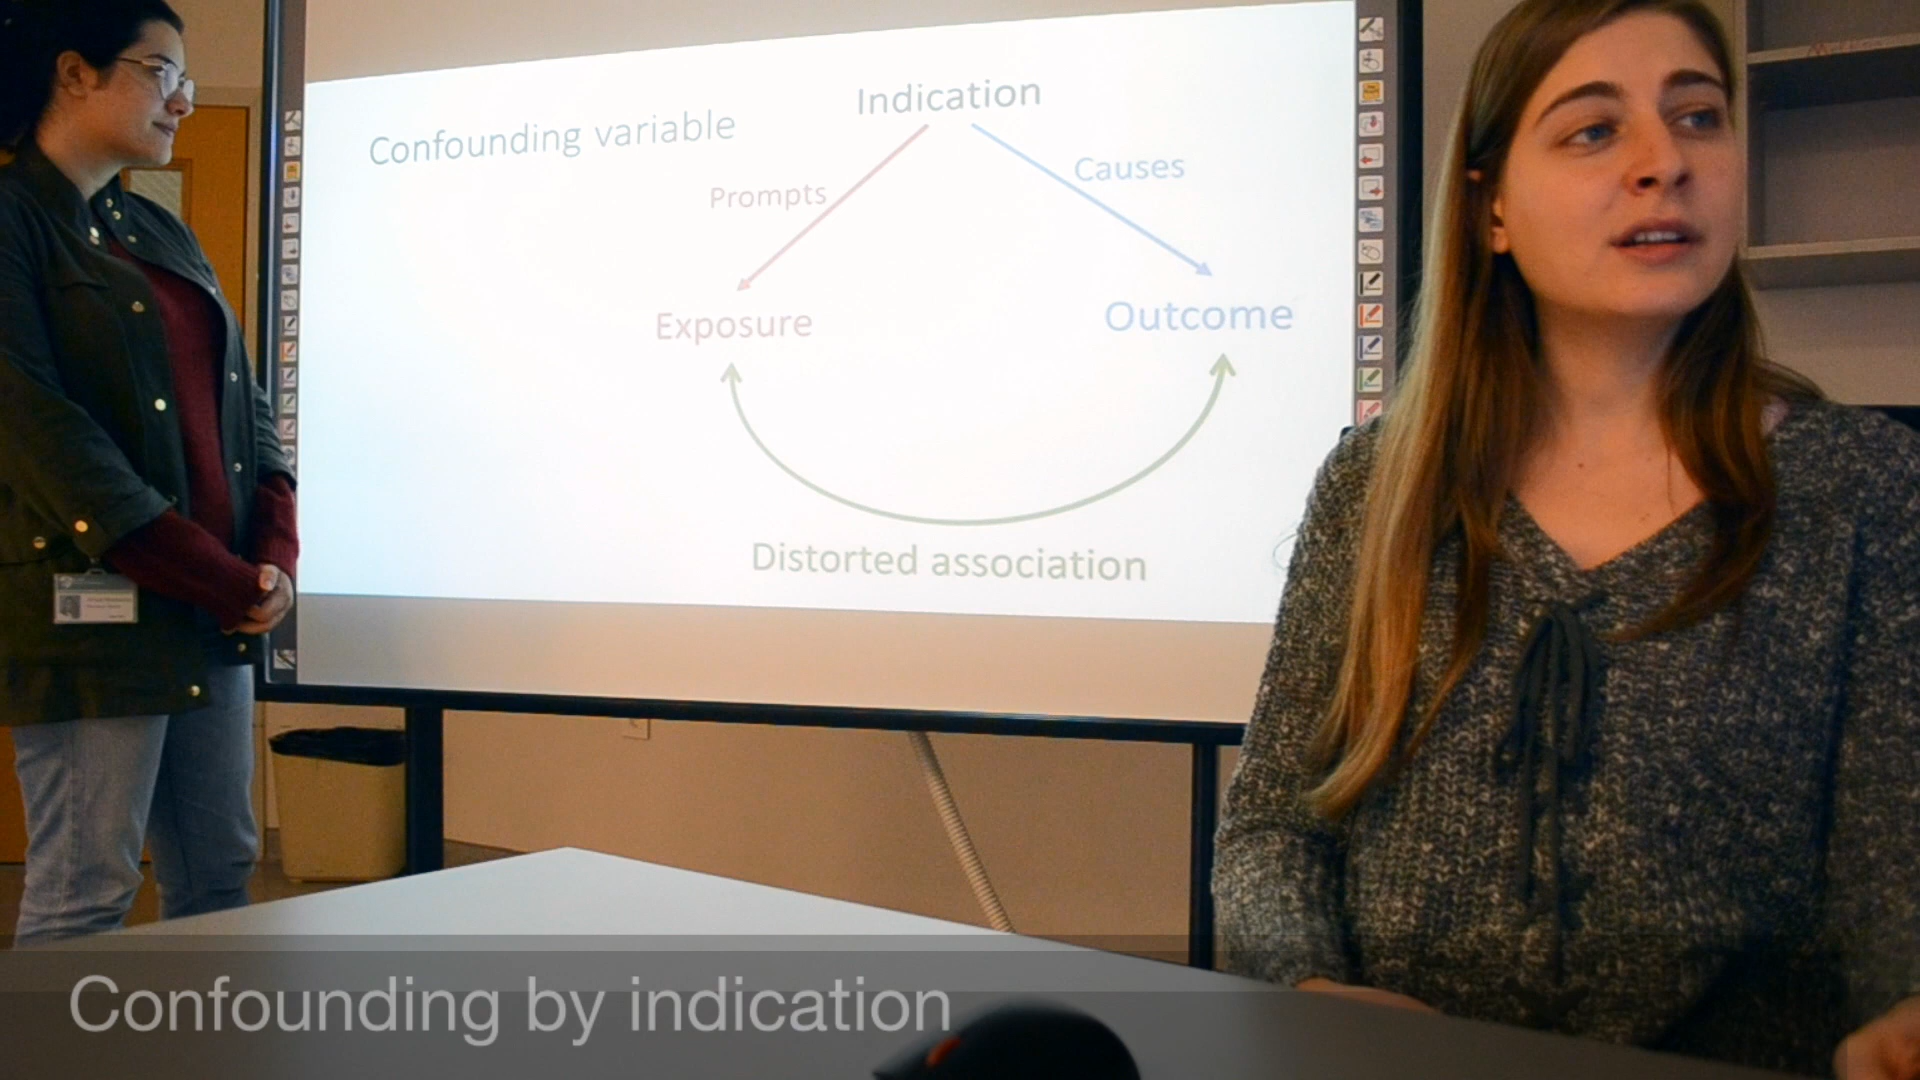 Indication
Confounding variable
Causes
Prompts
Exposure
Outcome
Distorted association
Confounding by indication